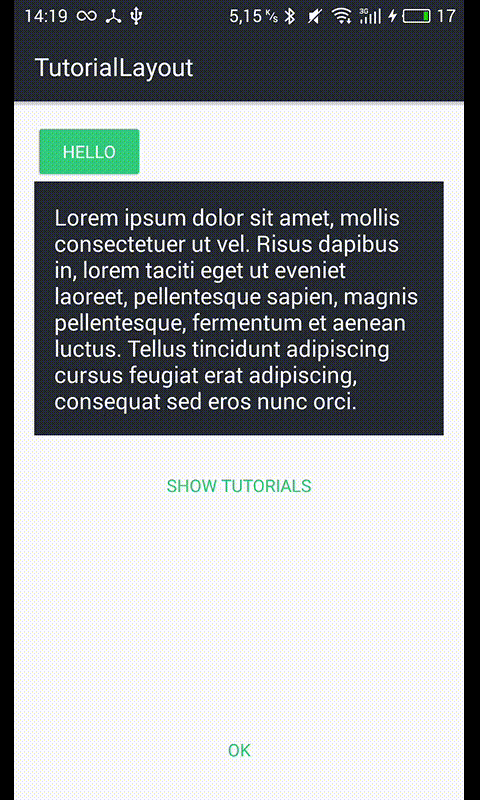 14:19 5,15 K/s 3G 17
TutorialLayout
HELLO
Lorem ipsum dolor sit amet, mollis
consectetuer ut vel. Risus dapibus
in, lorem taciti eget ut eveniet
laoreet, pellentesque sapien, magnis
pellentesque, fermentum et aenean
luctus. Tellus tincidunt adipiscing
cursus feugiat erat adipiscing,
consequat sed eros nunc orci.
SHOW TUTORIALS
OK